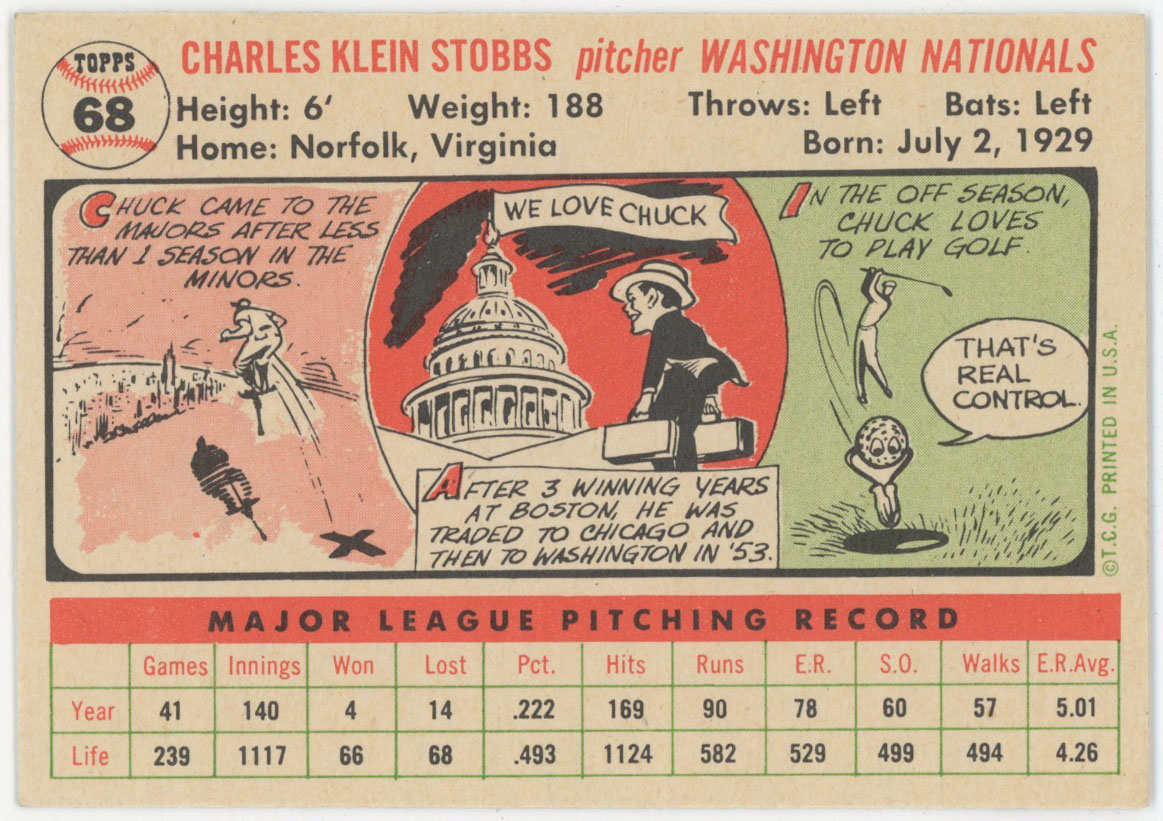 TOPPS
68
CHARLES KLEIN STOBBS pitcher WASHINGTON NATIONALS
Height: 6' Weight: 188 Throws: Left Bats: Left
Home: Norfolk, Virginia Born: July 2, 1929
CHUCK CAME TO THE
MAJORS AFTER LESS
THAN 1 SEASON IN THE
MINORS.
WE LOVE CHUCK
AFTER 3 WINNING YEARS
AT BOSTON, HE WAS
TRADED TO CHICAGO AND
THEN TO WASHINGTON IN '53.
IN THE OFF SEASON,
CHUCK LOVES
TO PLAY GOLF.
THAT'S
REAL
CONTROL.
©T.C.G. PRINTED IN U.S.A.
MAJOR LEAGUE PITCHING RECORD
Games Innings Won Lost Pct. Hits Runs E.R. S.O. Walks E.R.Avg.
Year 41 140 4 14 .222 169 90 78 60 57 5.01
Life 239 1117 66 68 .493 1124 582 529 499 494 4.26